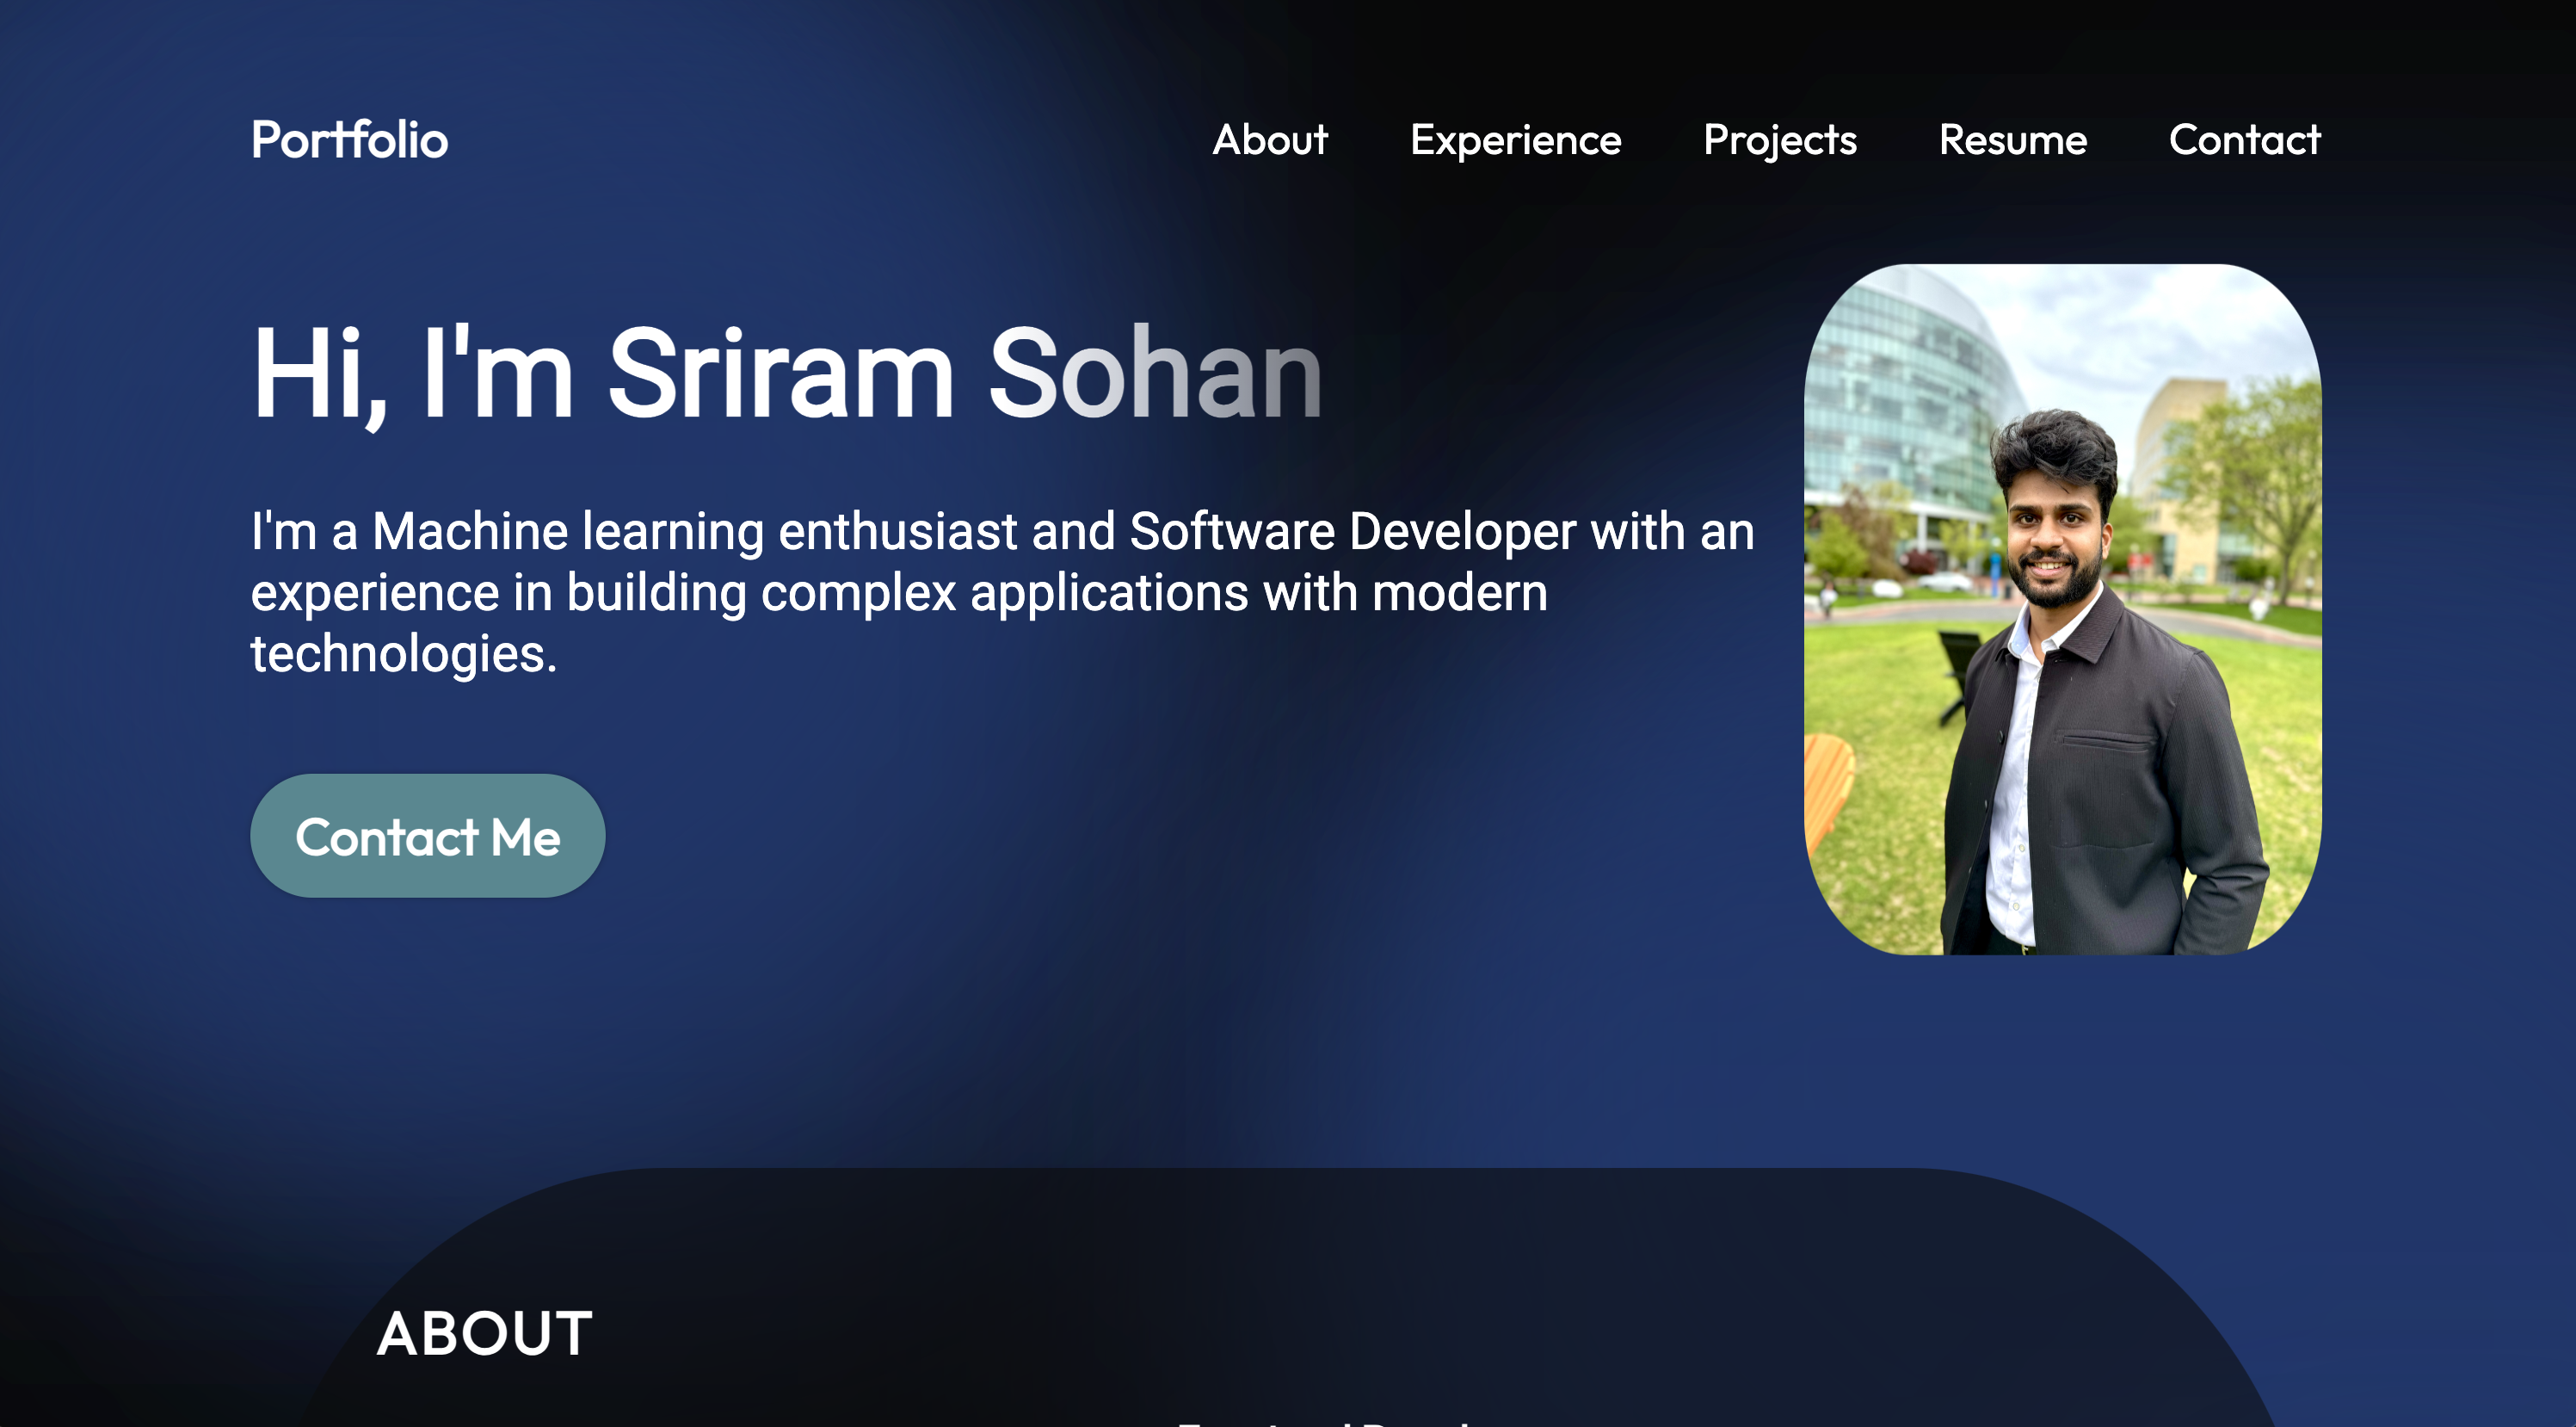 Portfolio
About Experience Projects Resume Contact
Hi, I'm Sriram Sohan
I'm a Machine learning enthusiast and Software Developer with an
experience in building complex applications with modern
technologies.
Contact Me
ABOUT